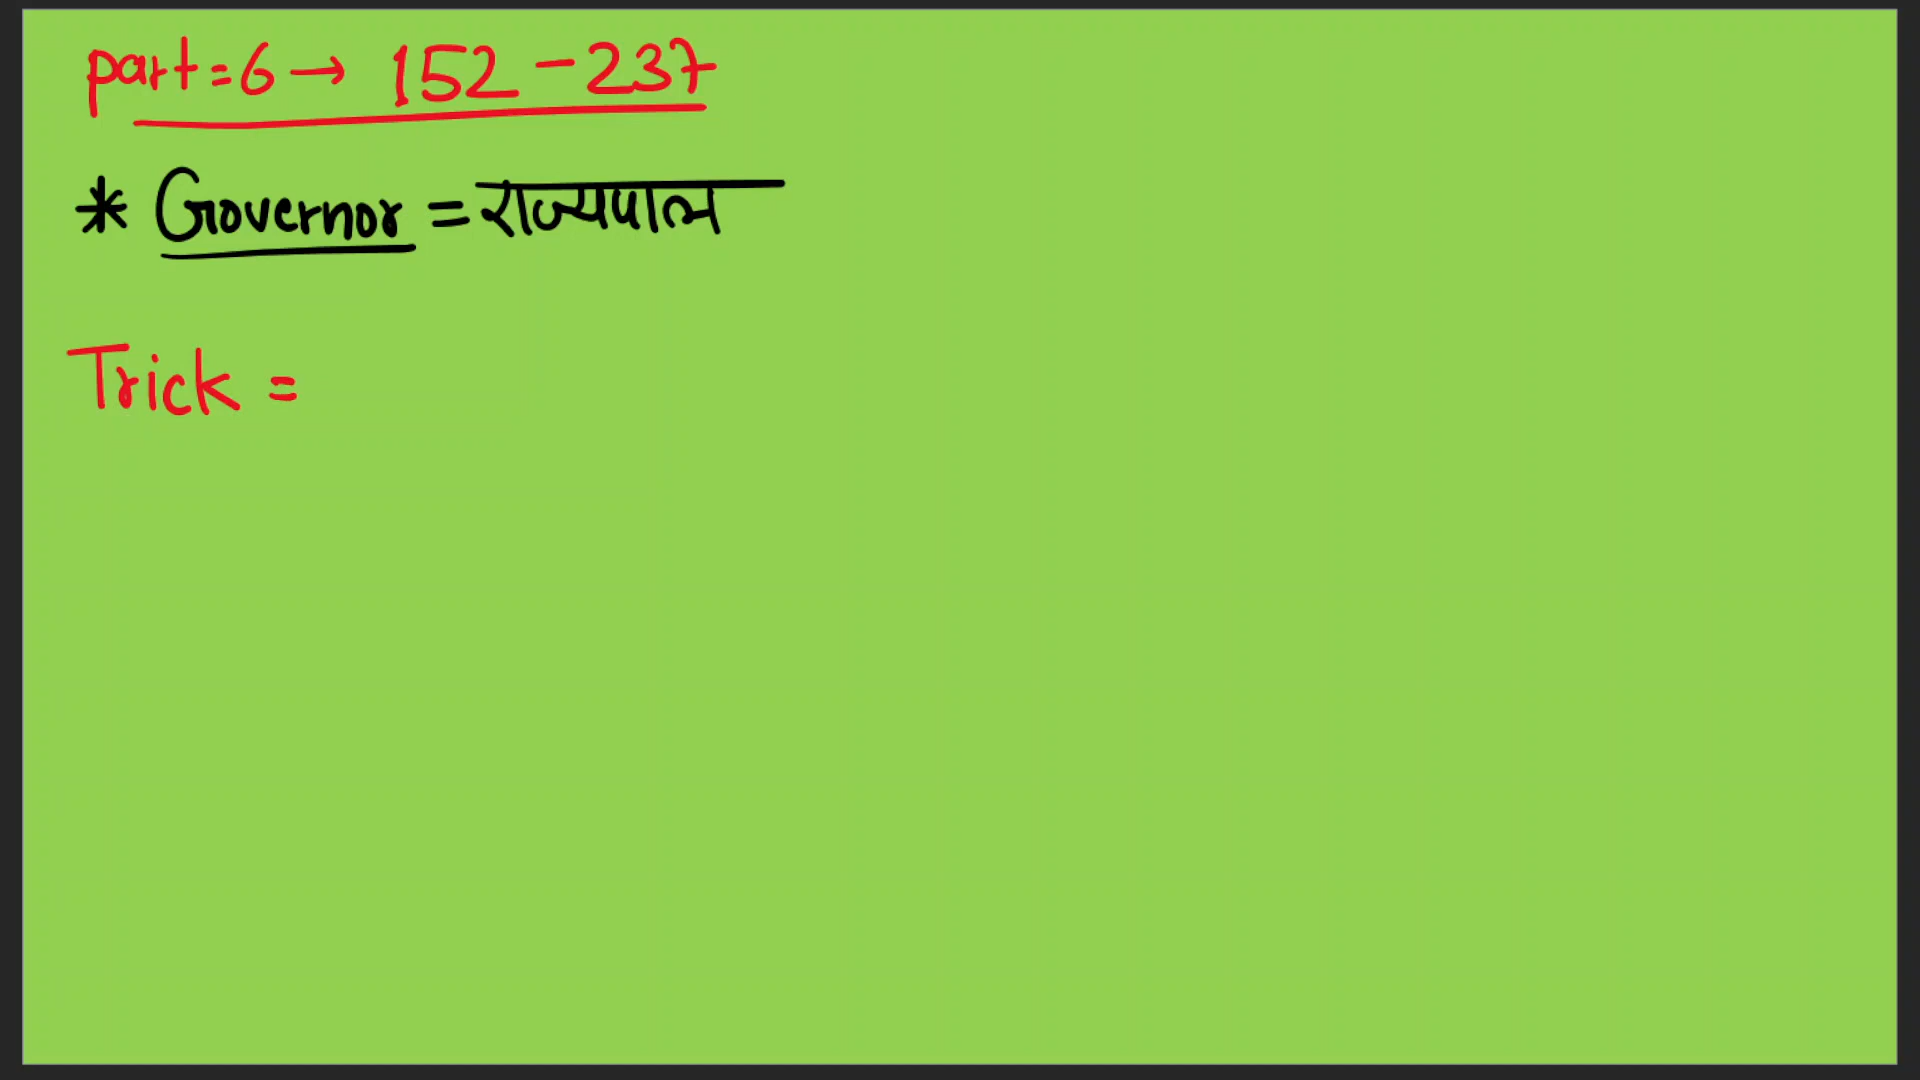 part = 6 → 152 - 237
* Governor = राज्यपाल
Trick =